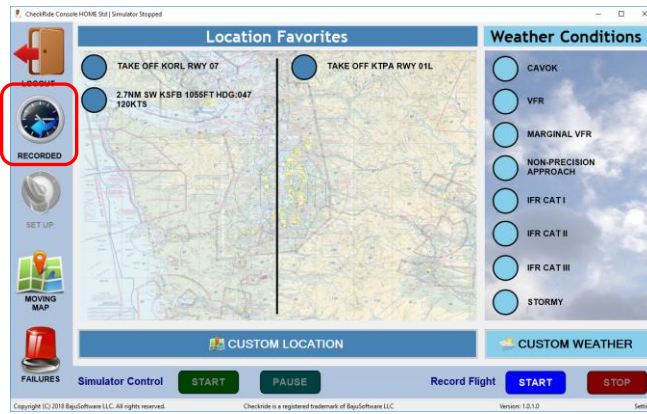 CheckRide Console HOME Std | Simulator Stopped
Location Favorites
Weather Conditions
LOGOUT
RECORDED
SET UP
MOVING
MAP
FAILURES
TAKE OFF KORL RWY 07
2.7NM SW KSFB 1055FT HDG:047
120KTS
TAKE OFF KTPA RWY 01L
CAVOK
VFR
MARGINAL VFR
NON-PRECISION
APPROACH
IFR CAT I
IFR CAT II
IFR CAT III
STORMY
CUSTOM LOCATION
CUSTOM WEATHER
Simulator Control
START
PAUSE
Record Flight
START
STOP
Copyright (C) 2018 BajuSoftware LLC. All rights reserved.
Checkride is a registered trademark of BajuSoftware LLC
Version: 1.0.1.0